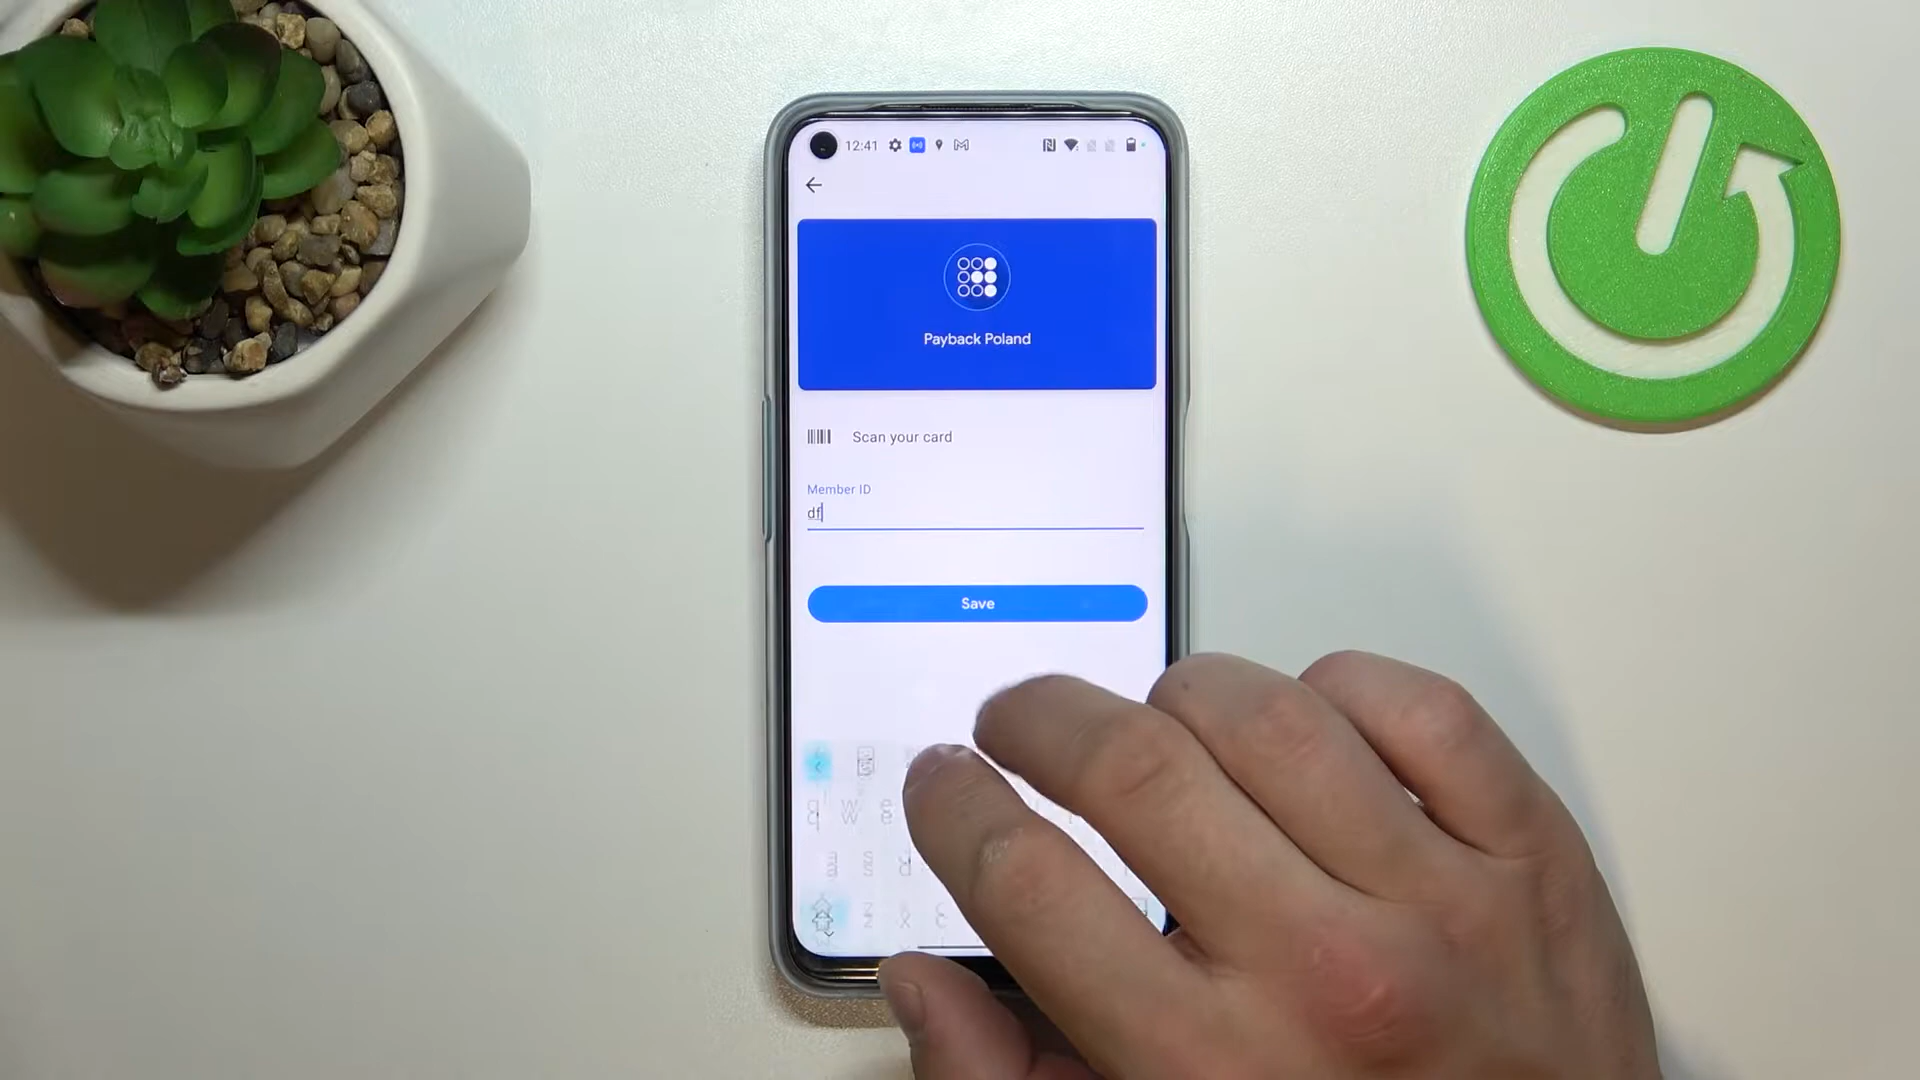 12:41
Payback Poland
Scan your card
Member ID
df
Save
q w e
a s d
z x c